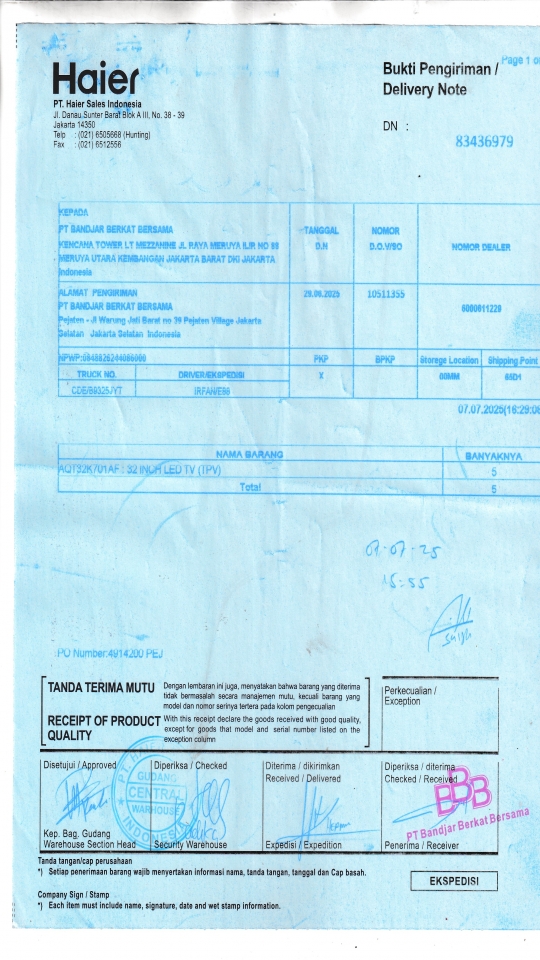 Haier
PT. Haier Sales Indonesia
Jl. Danau Sunter Barat Blok A III, No. 38 - 39
Jakarta 14350
Telp : (021) 6505668 (Hunting)
Fax : (021) 6512556
Page 1 of
Bukti Pengiriman /
Delivery Note
DN :
83436979
KEPADA
PT BANDJAR BERKAT BERSAMA
KENCANA TOWER LT MEZZANINE JL RAYA MERUYA ILIR NO 88
MERUYA UTARA KEMBANGAN JAKARTA BARAT DKI JAKARTA
Indonesia
TANGGAL
D.N
NOMOR
D.O.Y/SO
NOMOR DEALER
ALAMAT PENGIRIMAN
PT BANDJAR BERKAT BERSAMA
Pejaten - Jl Warung Jati Barat no 39 Pejaten Village Jakarta
Selatan Jakarta Selatan Indonesia
29.06.2025
10511355
6000811229
PKP BPKP Storege Location Shipping Point
TRUCK NO. DRIVER/EKSPEDISI X 00MM
CDE/B9325JYT
07.07.2025(16:29:06
NAMA BARANG BANYAKNYA
AQT32K701AF : 32 INCH LED TV (TPV) 5
Total 5
07-07-25
PO Number:4914200 PEJ
TANDA TERIMA MUTU
Dengan lembaran ini juga, menyatakan bahwa barang yang diterima
tidak bermasalah secara manajemen mutu, kecuali barang yang
model dan nomor serinya tertera pada kolom pengecualian
RECEIPT OF PRODUCT
QUALITY
With this receipt declare the goods received with good quality,
except for goods that model and serial number listed on the
exception column
Perkecualian /
Exception
Disetujui / Approved
Diperiksa / Checked
Diterima / dikirimkan
Received / Delivered
Diperiksa / diterima
Checked / Received
GUDANG
CENTRAL
WAREHOUSE
INDONESIA
BBB
PT Bandjar Berkat Bersama
Kep. Bag. Gudang
Warehouse Section Head
Security Warehouse
Expedisi / Expedition
Penerima / Receiver
Tanda tangan/cap perusahaan
*) Setiap penerimaan barang wajib menyertakan informasi nama, tanda tangan, tanggal dan Cap basah.
EKSPEDISI
Company Sign / Stamp
*) Each item must include name, signature, date and wet stamp information.